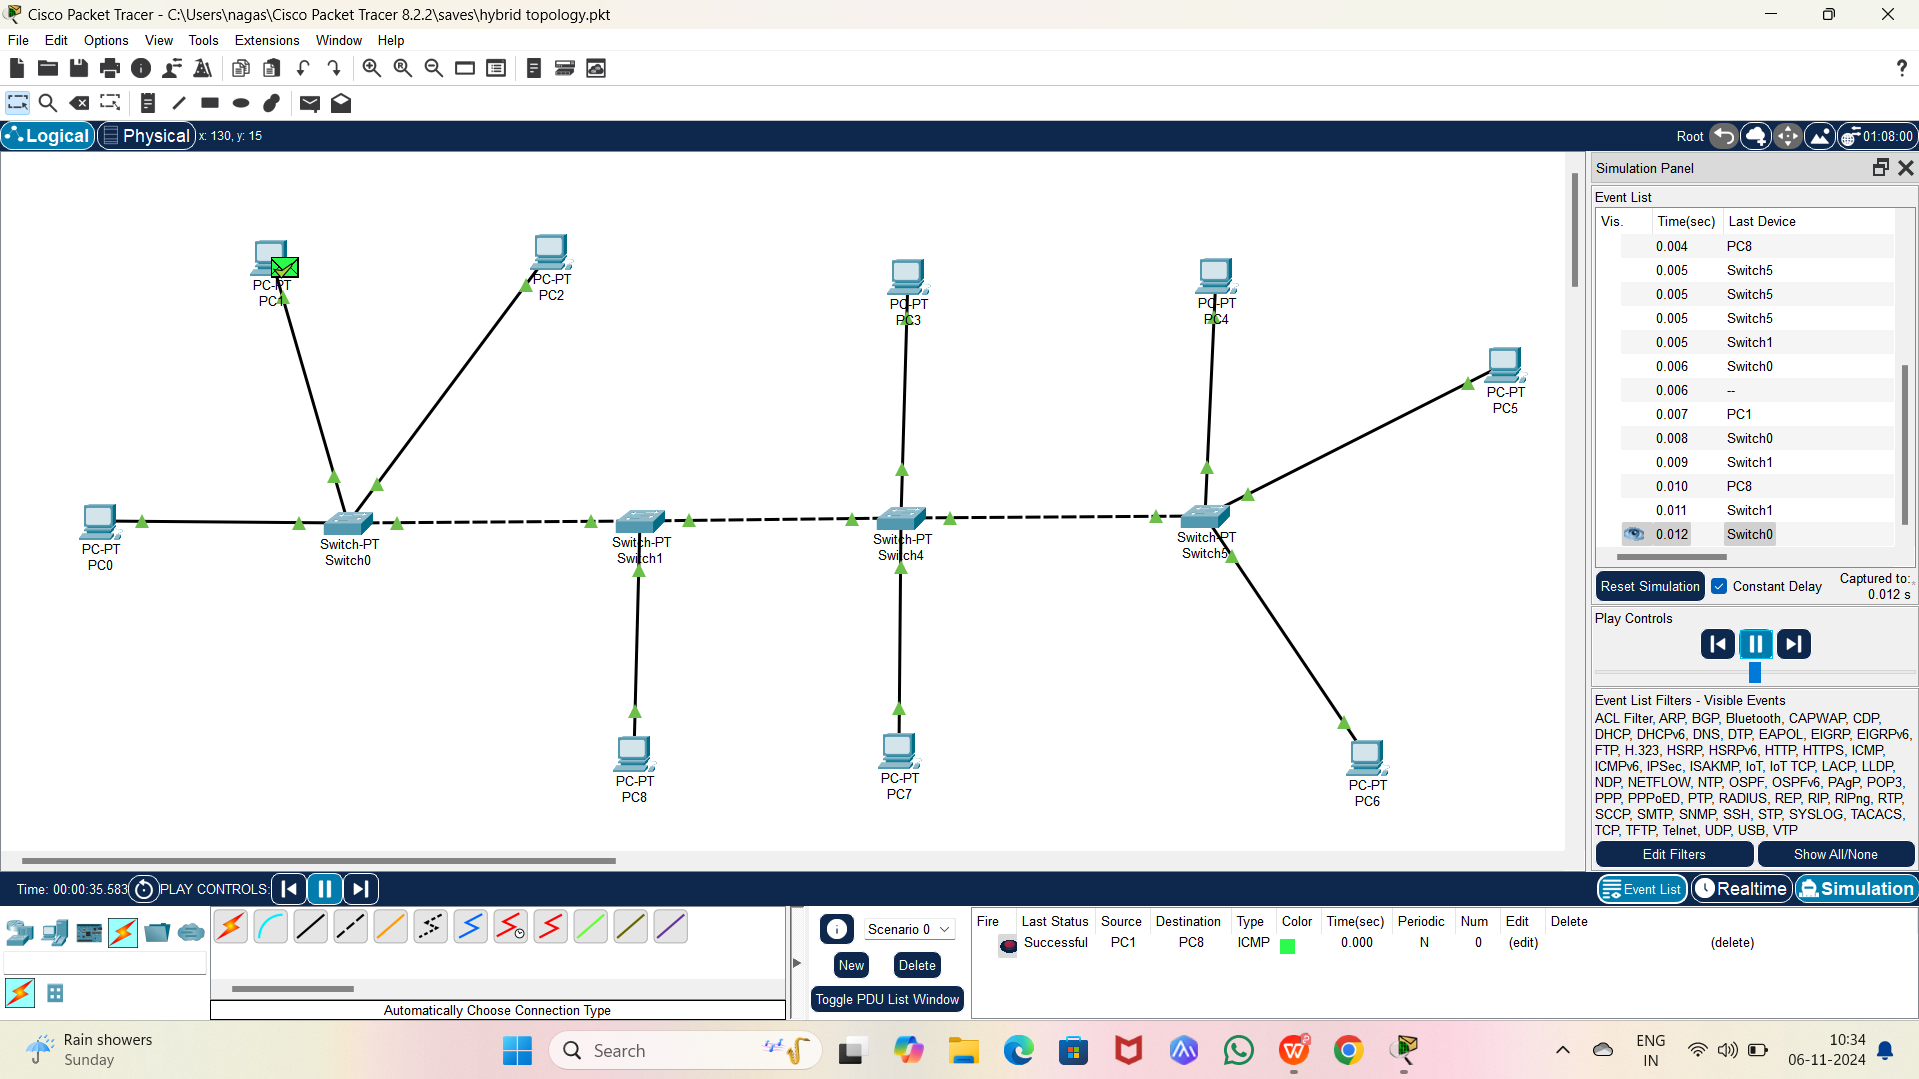 Cisco Packet Tracer - C:\Users\nagas\Cisco Packet Tracer 8.2.2\saves\hybrid topology.pkt
File Edit Options View Tools Extensions Window Help
?
Logical Physical x: 130, y: 15 Root 01:08:00
Simulation Panel
Event List
Vis. Time(sec) Last Device
0.004 PC8
0.005 Switch5
0.005 Switch5
0.005 Switch5
0.005 Switch1
0.006 Switch0
0.006 --
0.007 PC1
0.008 Switch0
0.009 Switch1
0.010 PC8
0.011 Switch1
0.012 Switch0
Reset Simulation Constant Delay Captured to:
0.012 s
Play Controls
Event List Filters - Visible Events
ACL Filter, ARP, BGP, Bluetooth, CAPWAP, CDP,
DHCP, DHCPv6, DNS, DTP, EAPOL, EIGRP, EIGRPv6,
FTP, H.323, HSRP, HSRPv6, HTTP, HTTPS, ICMP,
ICMPv6, IPSec, ISAKMP, IoT, IoT TCP, LACP, LLDP,
NDP, NETFLOW, NTP, OSPF, OSPFv6, PAgP, POP3,
PPP, PPPoED, PTP, RADIUS, REP, RIP, RIPng, RTP,
SCCP, SMTP, SNMP, SSH, STP, SYSLOG, TACACS,
TCP, TFTP, Telnet, UDP, USB, VTP
Edit Filters Show All/None
PC-PT
PC1
PC-PT
PC2
PC-PT
PC3
PC-PT
PC4
PC-PT
PC5
PC-PT
PC0
Switch-PT
Switch0
Switch-PT
Switch1
Switch-PT
Switch4
Switch-PT
Switch5
PC-PT
PC8
PC-PT
PC7
PC-PT
PC6
Time: 00:00:35.583 PLAY CONTROLS: Event List Realtime Simulation
Scenario 0
New Delete
Toggle PDU List Window
Fire Last Status Source Destination Type Color Time(sec) Periodic Num Edit Delete
Successful PC1 PC8 ICMP 0.000 N 0 (edit) (delete)
Automatically Choose Connection Type
Rain showers
Sunday
Search
ENG
IN
10:34
06-11-2024